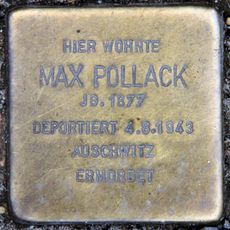 HIER WOHNTE
MAX POLLACK
JG. 1877
DEPORTIERT 4.8.1943
AUSCHWITZ
ERMORDET